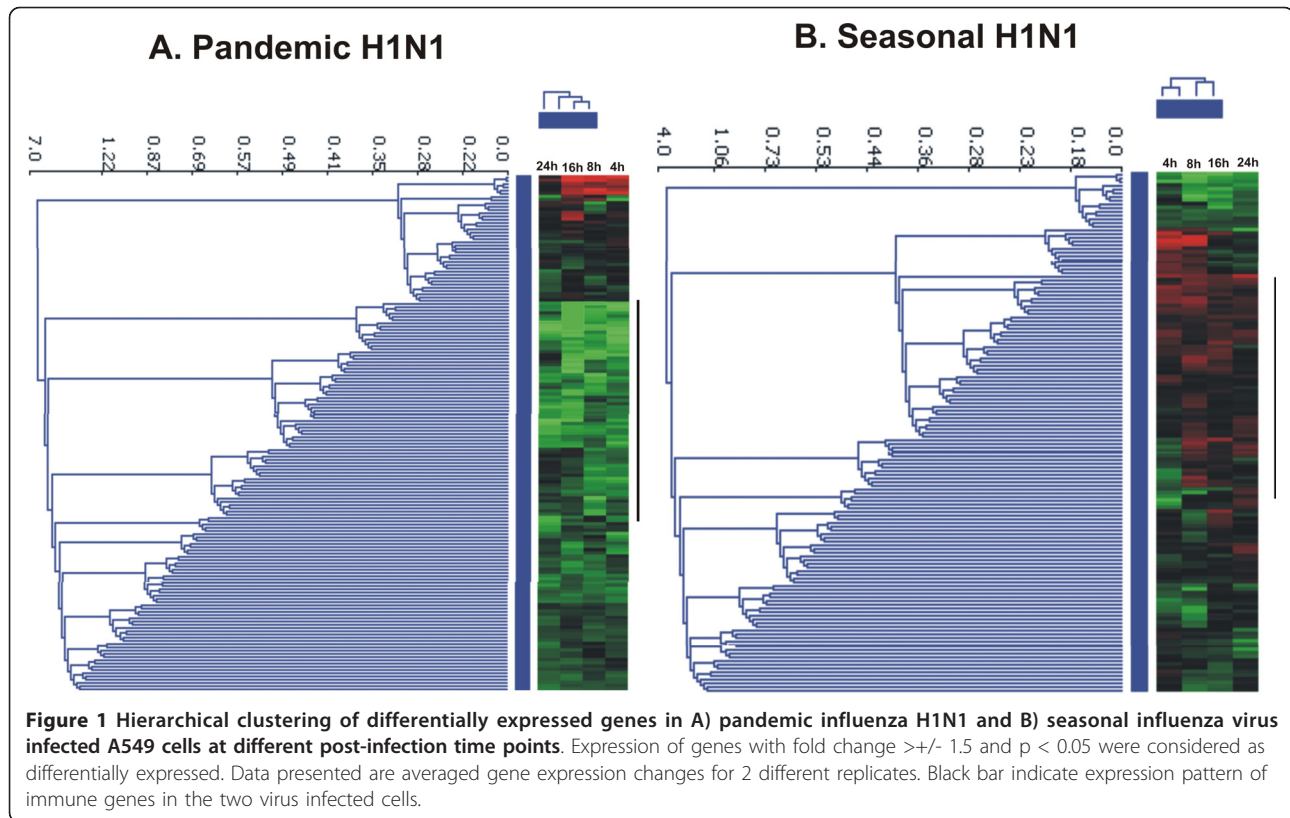 A. Pandemic H1N1
B. Seasonal H1N1
7.0 1.22 0.87 0.69 0.57 0.49 0.41 0.35 0.28 0.22 0.0
4.0 1.06 0.73 0.53 0.44 0.36 0.23 0.18 0.0
24h 16h 8h 4h
4h 8h 16h 24h
Figure 1 Hierarchical clustering of differentially expressed genes in A) pandemic influenza H1N1 and B) seasonal influenza virus
infected A549 cells at different post-infection time points. Expression of genes with fold change >+/- 1.5 and p < 0.05 were considered as
differentially expressed. Data presented are averaged gene expression changes for 2 different replicates. Black bar indicate expression pattern of
immune genes in the two virus infected cells.